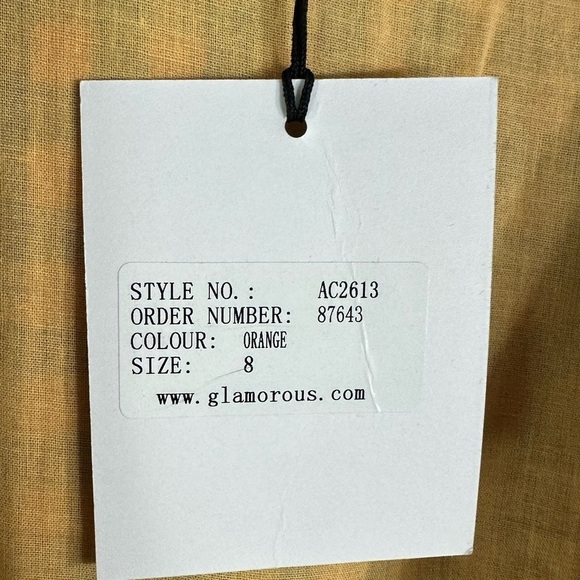 STYLE NO.: AC2613
ORDER NUMBER: 87643
COLOUR: ORANGE
SIZE: 8
www.glamorous.com